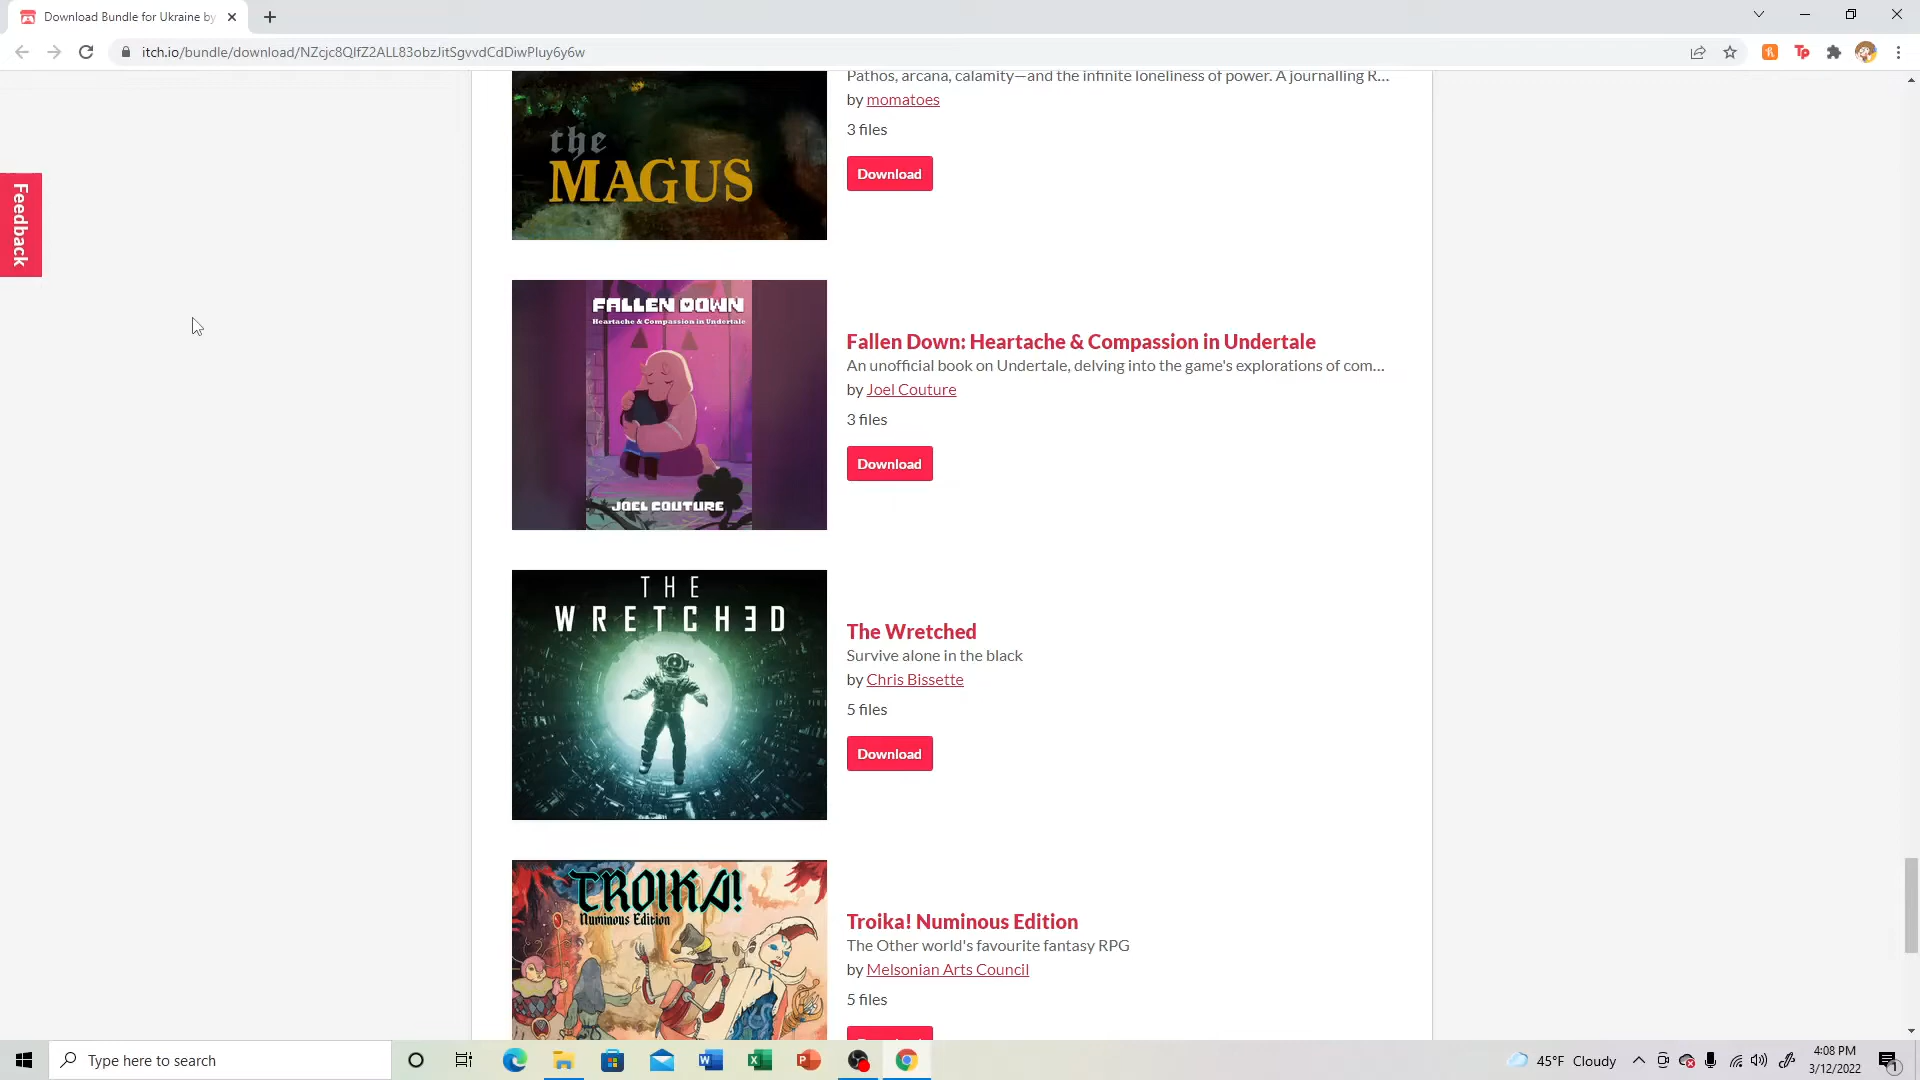 Download Bundle for Ukraine by
itch.io/bundle/download/NZcjc8QlfZ2ALL83obzJitSgvvdCdDiwPluy6y6w
Feedback
the
MAGUS
Pathos, arcana, calamity—and the infinite loneliness of power. A journalling R...
by momatoes
3 files
Download
FALLEN DOWN
Heartache & Compassion in Undertale
JOEL COUTURE
Fallen Down: Heartache & Compassion in Undertale
An unofficial book on Undertale, delving into the game's explorations of com...
by Joel Couture
3 files
Download
THE
WRETCHED
The Wretched
Survive alone in the black
by Chris Bissette
5 files
Download
TROIKA!
Numinous Edition
Troika! Numinous Edition
The Other world's favourite fantasy RPG
by Melsonian Arts Council
5 files
Type here to search
45°F Cloudy
4:08 PM
3/12/2022
1